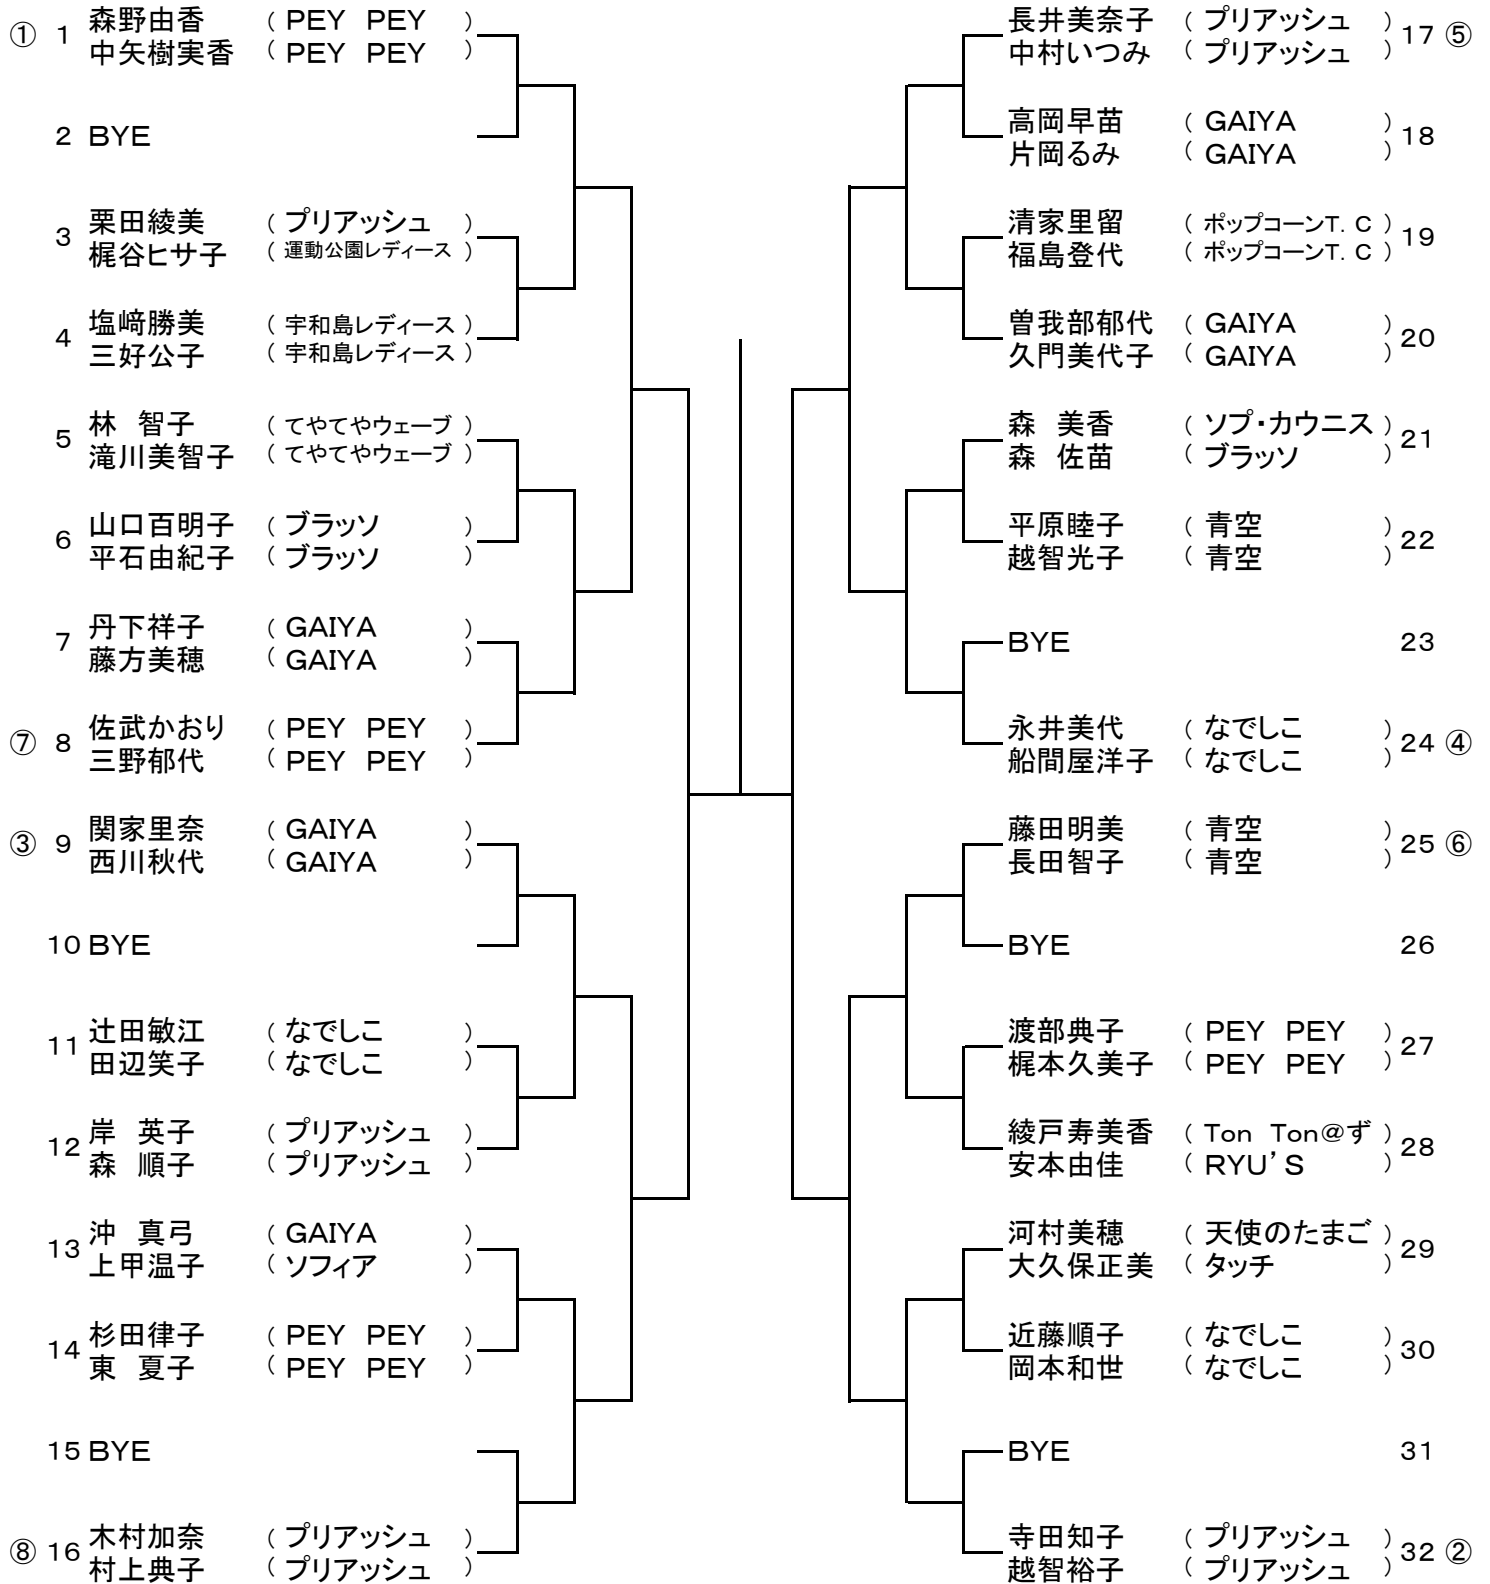 ① 1 森野由香 ( PEY PEY )
中矢樹実香 ( PEY PEY )
2 BYE
3 栗田綾美 ( プリアッシュ )
梶谷ヒサ子 ( 運動公園レディース )
4 塩﨑勝美 ( 宇和島レディース )
三好公子 ( 宇和島レディース )
5 林 智子 ( てやてやウェーブ )
滝川美智子 ( てやてやウェーブ )
6 山口百明子 ( ブラッソ )
平石由紀子 ( ブラッソ )
7 丹下祥子 ( GAIYA )
藤方美穂 ( GAIYA )
⑦ 8 佐武かおり ( PEY PEY )
三野郁代 ( PEY PEY )
③ 9 関家里奈 ( GAIYA )
西川秋代 ( GAIYA )
10 BYE
11 辻田敏江 ( なでしこ )
田辺笑子 ( なでしこ )
12 岸 英子 ( プリアッシュ )
森 順子 ( プリアッシュ )
13 沖 真弓 ( GAIYA )
上甲温子 ( ソフィア )
14 杉田律子 ( PEY PEY )
東 夏子 ( PEY PEY )
15 BYE
⑧ 16 木村加奈 ( プリアッシュ )
村上典子 ( プリアッシュ )
長井美奈子 ( プリアッシュ ) 17 ⑤
中村いつみ ( プリアッシュ )
高岡早苗 ( GAIYA ) 18
片岡るみ ( GAIYA )
清家里留 ( ポップコーンT.C ) 19
福島登代 ( ポップコーンT.C )
曽我部郁代 ( GAIYA ) 20
久門美代子 ( GAIYA )
森 美香 ( ソプ・カウニス ) 21
森 佐苗 ( ブラッソ )
平原睦子 ( 青空 ) 22
越智光子 ( 青空 )
BYE 23
永井美代 ( なでしこ ) 24 ④
船間屋洋子 ( なでしこ )
藤田明美 ( 青空 ) 25 ⑥
長田智子 ( 青空 )
BYE 26
渡部典子 ( PEY PEY ) 27
梶本久美子 ( PEY PEY )
綾戸寿美香 ( Ton Ton@ず ) 28
安本由佳 ( RYU'S )
河村美穂 ( 天使のたまご ) 29
大久保正美 ( タッチ )
近藤順子 ( なでしこ ) 30
岡本和世 ( なでしこ )
BYE 31
寺田知子 ( プリアッシュ ) 32 ②
越智裕子 ( プリアッシュ )